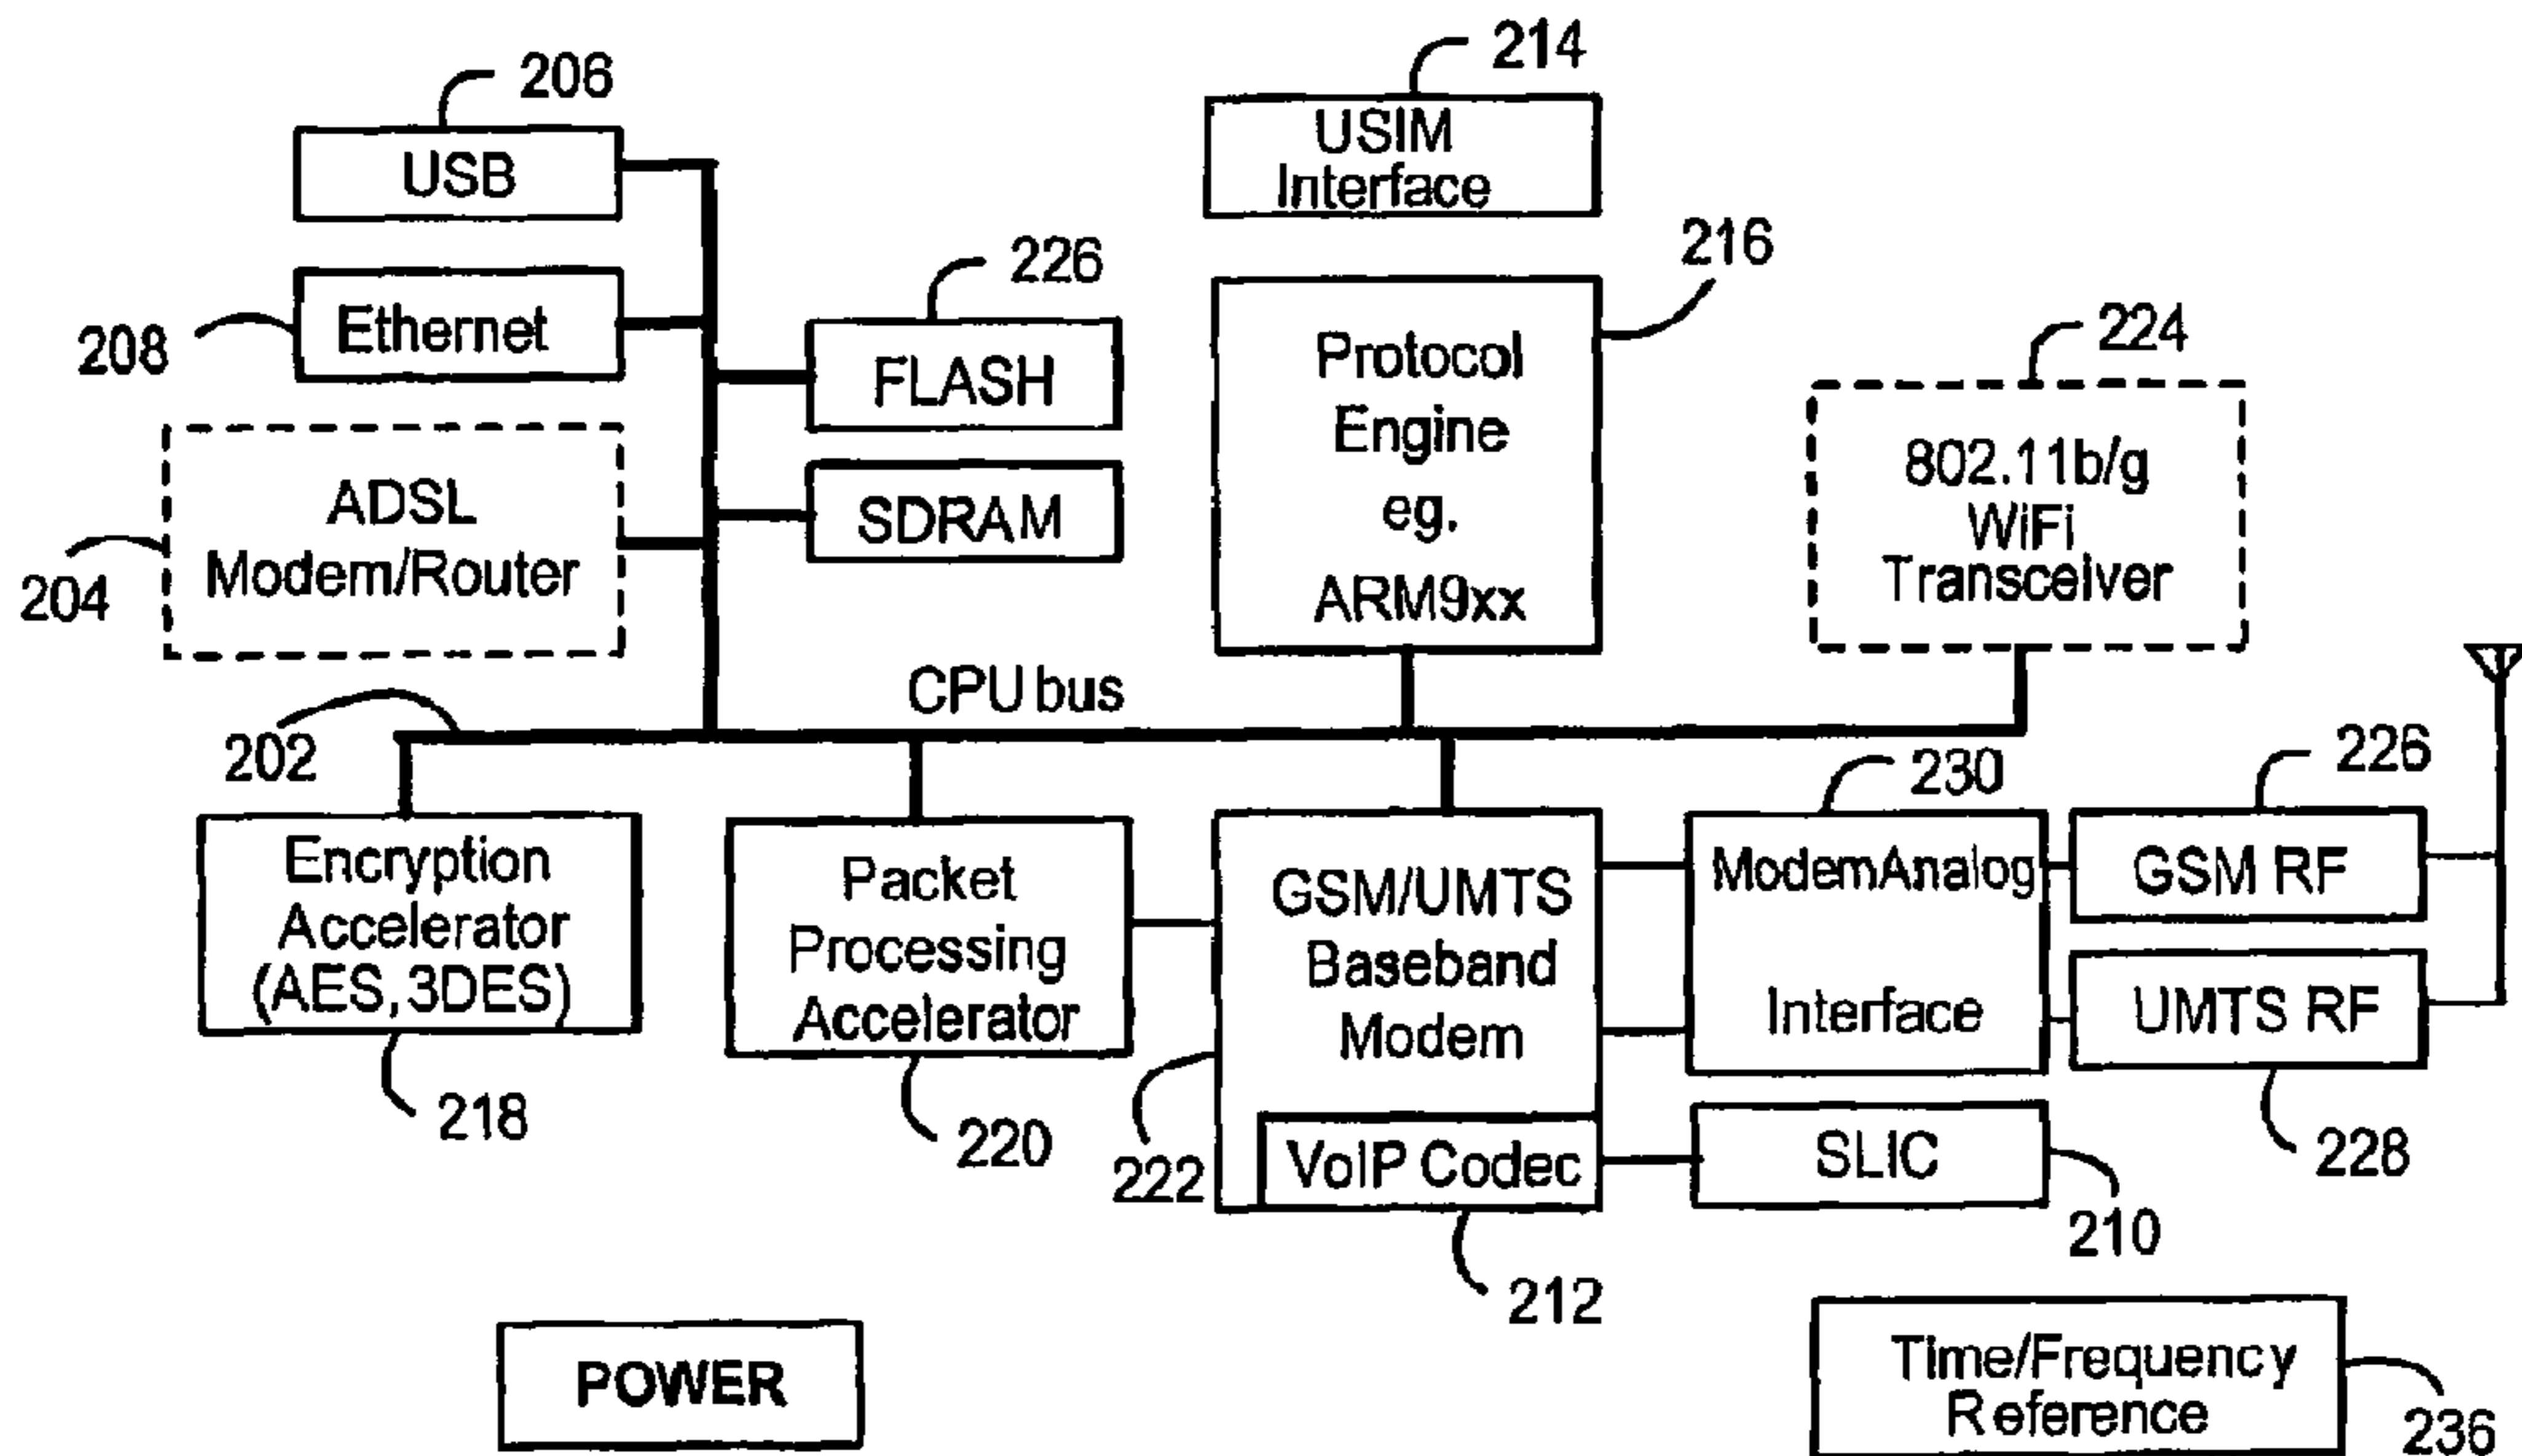 206
USB
208
Ethernet
ADSL
Modem/Router
204
226
FLASH
SDRAM
214
USIM
Interface
216
Protocol
Engine
eg.
ARM9xx
224
802.11b/g
WiFi
Transceiver
CPU bus
202
Encryption
Accelerator
(AES, 3DES)
218
Packet
Processing
Accelerator
220
GSM/UMTS
Baseband
Modem
222
VoIP Codec
212
230
ModemAnalog
Interface
226
GSM RF
UMTS RF
228
SLIC
210
POWER
Time/Frequency
Reference
236